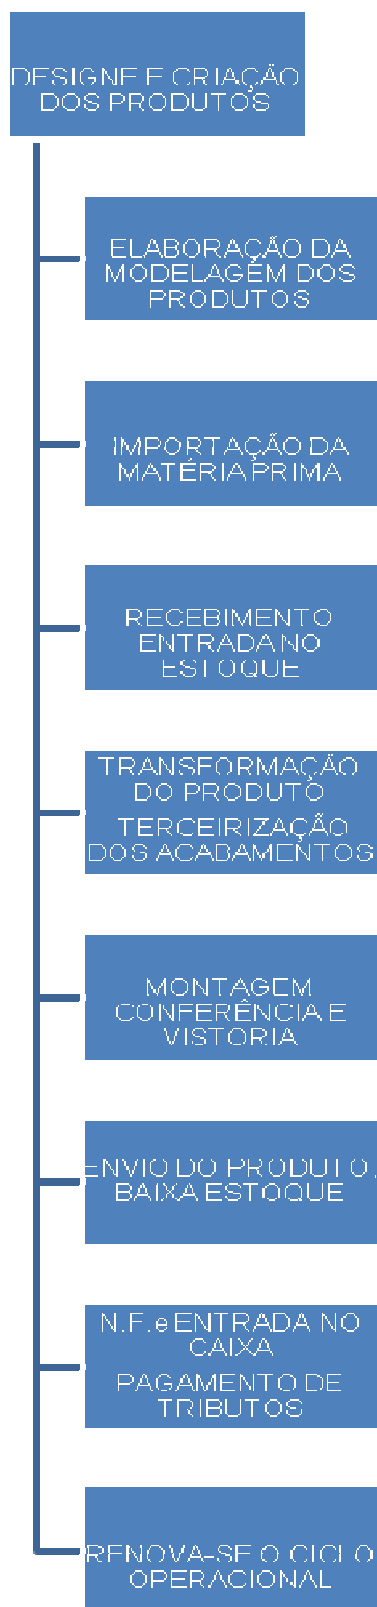 DESIGNE E CRIAÇÃO
DOS PRODUTOS
ELABORAÇÃO DA
MODELAGEM DOS
PRODUTOS
IMPORTAÇÃO DA
MATÉRIA PRIMA
RECEBIMENTO
ENTRADA NO
ESTOQUE
TRANSFORMAÇÃO
DO PRODUTO
TERCEIRIZAÇÃO
DOS ACABAMENTOS
MONTAGEM
CONFERÊNCIA E
VISTORIA
ENVIO DO PRODUTO,
BAIXA ESTOQUE
N.F.e ENTRADA NO
CAIXA
PAGAMENTO DE
TRIBUTOS
RENOVA-SE O CICLO
OPERACIONAL